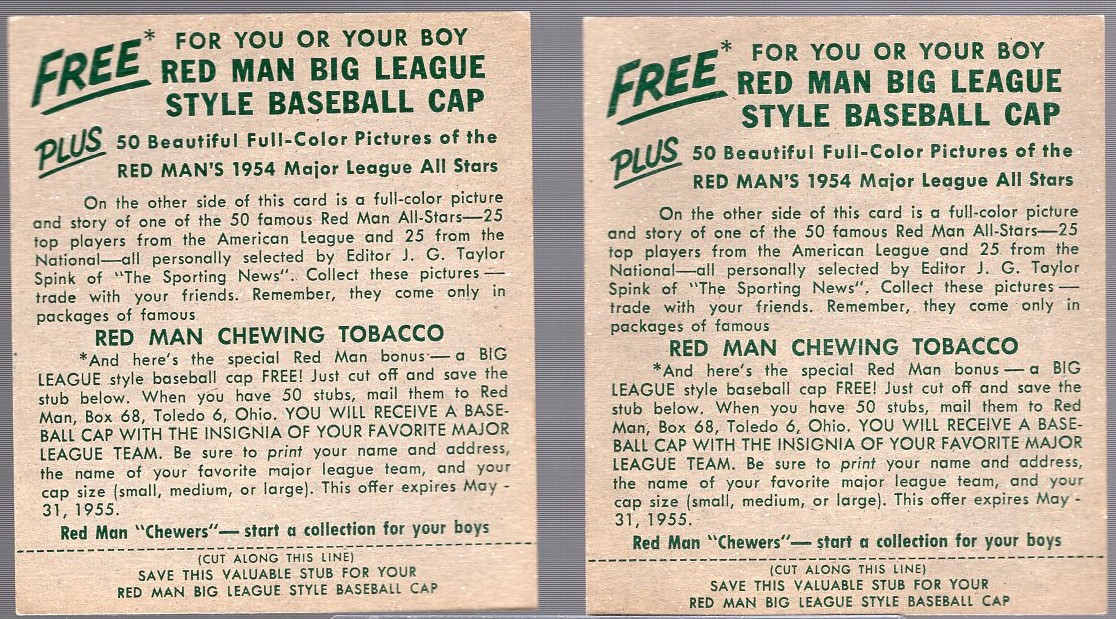 FREE* FOR YOU OR YOUR BOY
RED MAN BIG LEAGUE
STYLE BASEBALL CAP
PLUS 50 Beautiful Full-Color Pictures of the
RED MAN'S 1954 Major League All Stars
On the other side of this card is a full-color picture
and story of one of the 50 famous Red Man All-Stars—25
top players from the American League and 25 from the
National—all personally selected by Editor J. G. Taylor
Spink of "The Sporting News". Collect these pictures —
trade with your friends. Remember, they come only in
packages of famous
RED MAN CHEWING TOBACCO
*And here's the special Red Man bonus — a BIG
LEAGUE style baseball cap FREE! Just cut off and save the
stub below. When you have 50 stubs, mail them to Red
Man, Box 68, Toledo 6, Ohio. YOU WILL RECEIVE A BASE-
BALL CAP WITH THE INSIGNIA OF YOUR FAVORITE MAJOR
LEAGUE TEAM. Be sure to print your name and address,
the name of your favorite major league team, and your
cap size (small, medium, or large). This offer expires May -
31, 1955.
Red Man "Chewers"— start a collection for your boys
(CUT ALONG THIS LINE)
SAVE THIS VALUABLE STUB FOR YOUR
RED MAN BIG LEAGUE STYLE BASEBALL CAP
FREE* FOR YOU OR YOUR BOY
RED MAN BIG LEAGUE
STYLE BASEBALL CAP
PLUS 50 Beautiful Full-Color Pictures of the
RED MAN'S 1954 Major League All Stars
On the other side of this card is a full-color picture
and story of one of the 50 famous Red Man All-Stars—25
top players from the American League and 25 from the
National—all personally selected by Editor J. G. Taylor
Spink of "The Sporting News". Collect these pictures —
trade with your friends. Remember, they come only in
packages of famous
RED MAN CHEWING TOBACCO
*And here's the special Red Man bonus — a BIG
LEAGUE style baseball cap FREE! Just cut off and save the
stub below. When you have 50 stubs, mail them to Red
Man, Box 68, Toledo 6, Ohio. YOU WILL RECEIVE A BASE-
BALL CAP WITH THE INSIGNIA OF YOUR FAVORITE MAJOR
LEAGUE TEAM. Be sure to print your name and address,
the name of your favorite major league team, and your
cap size (small, medium, or large). This offer expires May -
31, 1955.
Red Man "Chewers"— start a collection for your boys
(CUT ALONG THIS LINE)
SAVE THIS VALUABLE STUB FOR YOUR
RED MAN BIG LEAGUE STYLE BASEBALL CAP